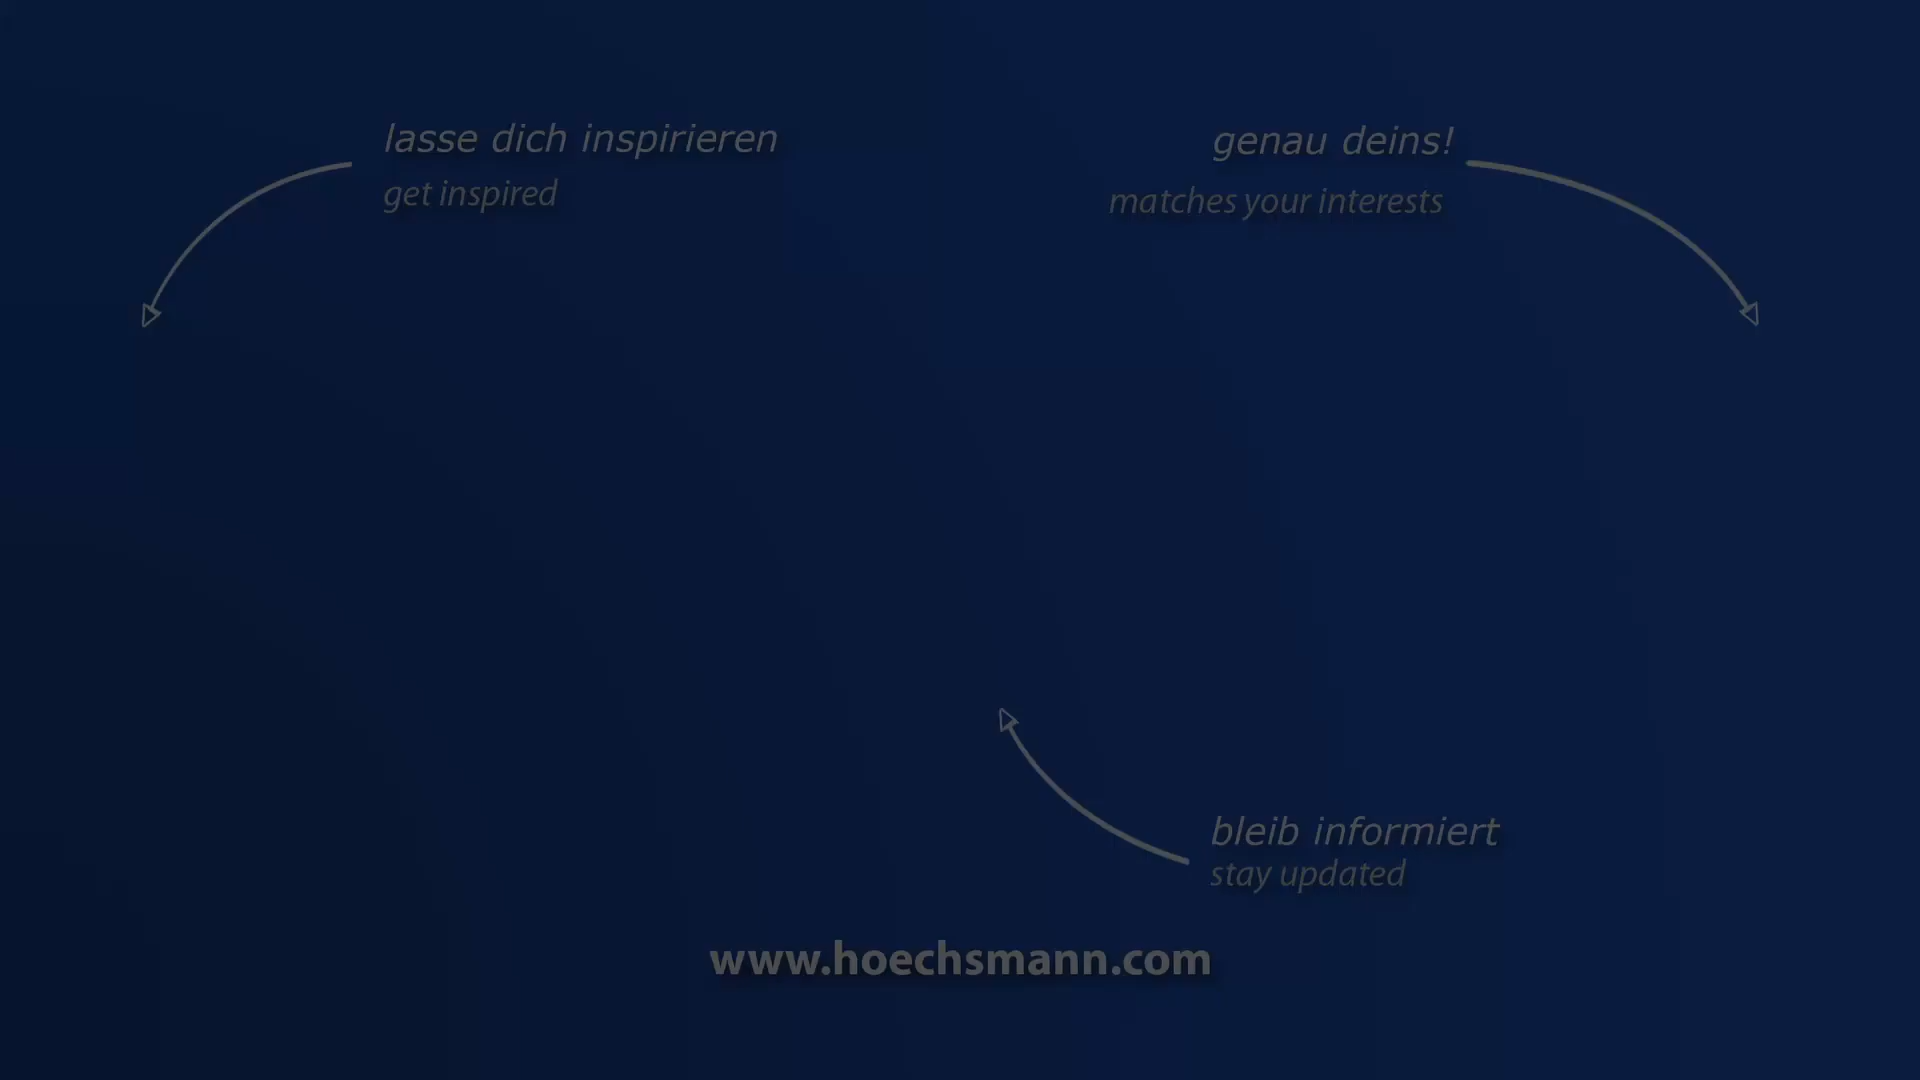 lasse dich inspirieren
get inspired
genau deins!
matches your interests
bleib informiert
stay updated
www.hoechsmann.com